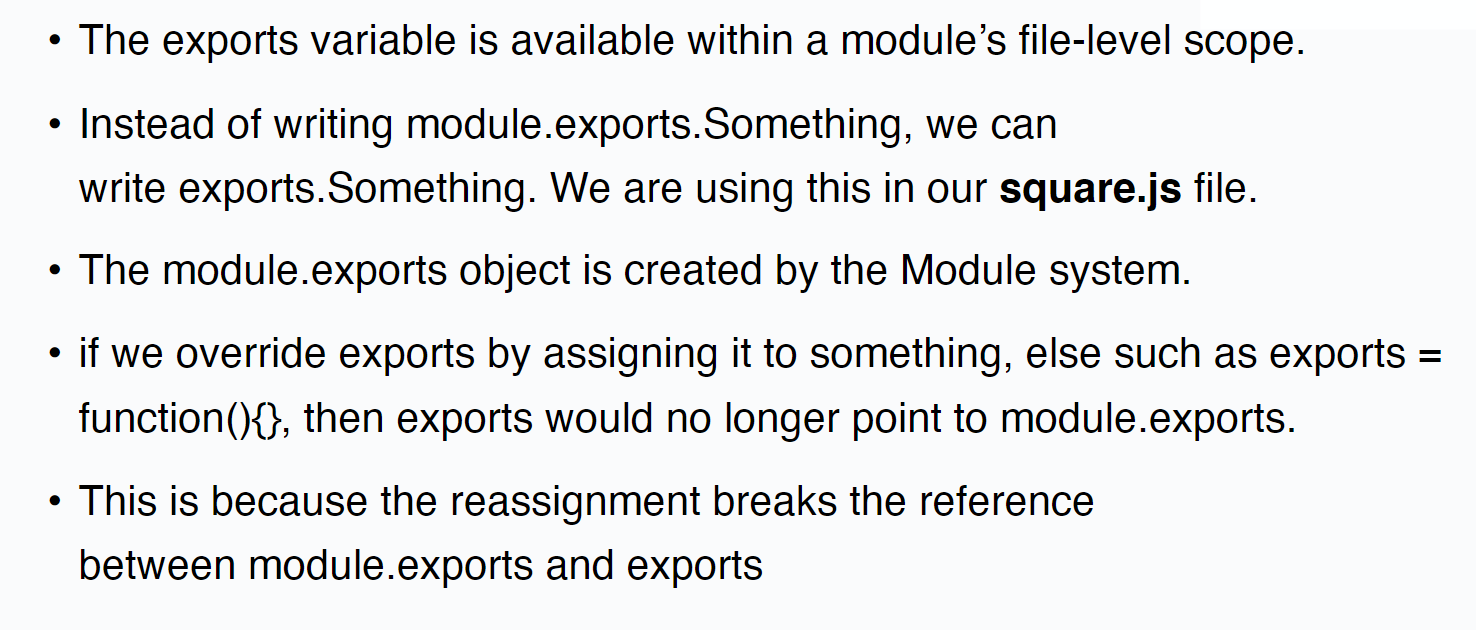 • The exports variable is available within a module’s file-level scope.
• Instead of writing module.exports.Something, we can
write exports.Something. We are using this in our square.js file.
• The module.exports object is created by the Module system.
• if we override exports by assigning it to something, else such as exports =
function(){}, then exports would no longer point to module.exports.
• This is because the reassignment breaks the reference
between module.exports and exports